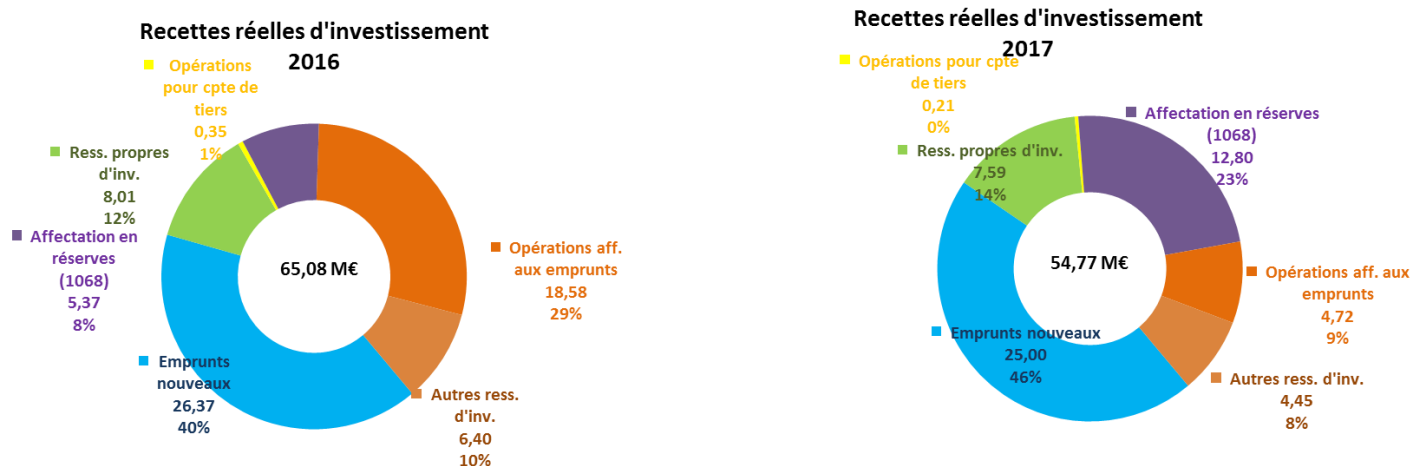 Recettes réelles d'investissement
2016
Opérations
pour cpte de
tiers
0,35
1%
Ress. propres
d'inv.
8,01
12%
Affectation en
réserves
(1068)
5,37
8%
65,08 M€
Opérations aff.
aux emprunts
18,58
29%
Emprunts
nouveaux
26,37
40%
Autres ress.
d'inv.
6,40
10%
Recettes réelles d'investissement
2017
Opérations pour cpte
de tiers
0,21
0%
Affectation en réserves
(1068)
12,80
23%
Ress. propres d'inv.
7,59
14%
54,77 M€
Opérations aff. aux
emprunts
4,72
9%
Emprunts nouveaux
25,00
46%
Autres ress. d'inv.
4,45
8%